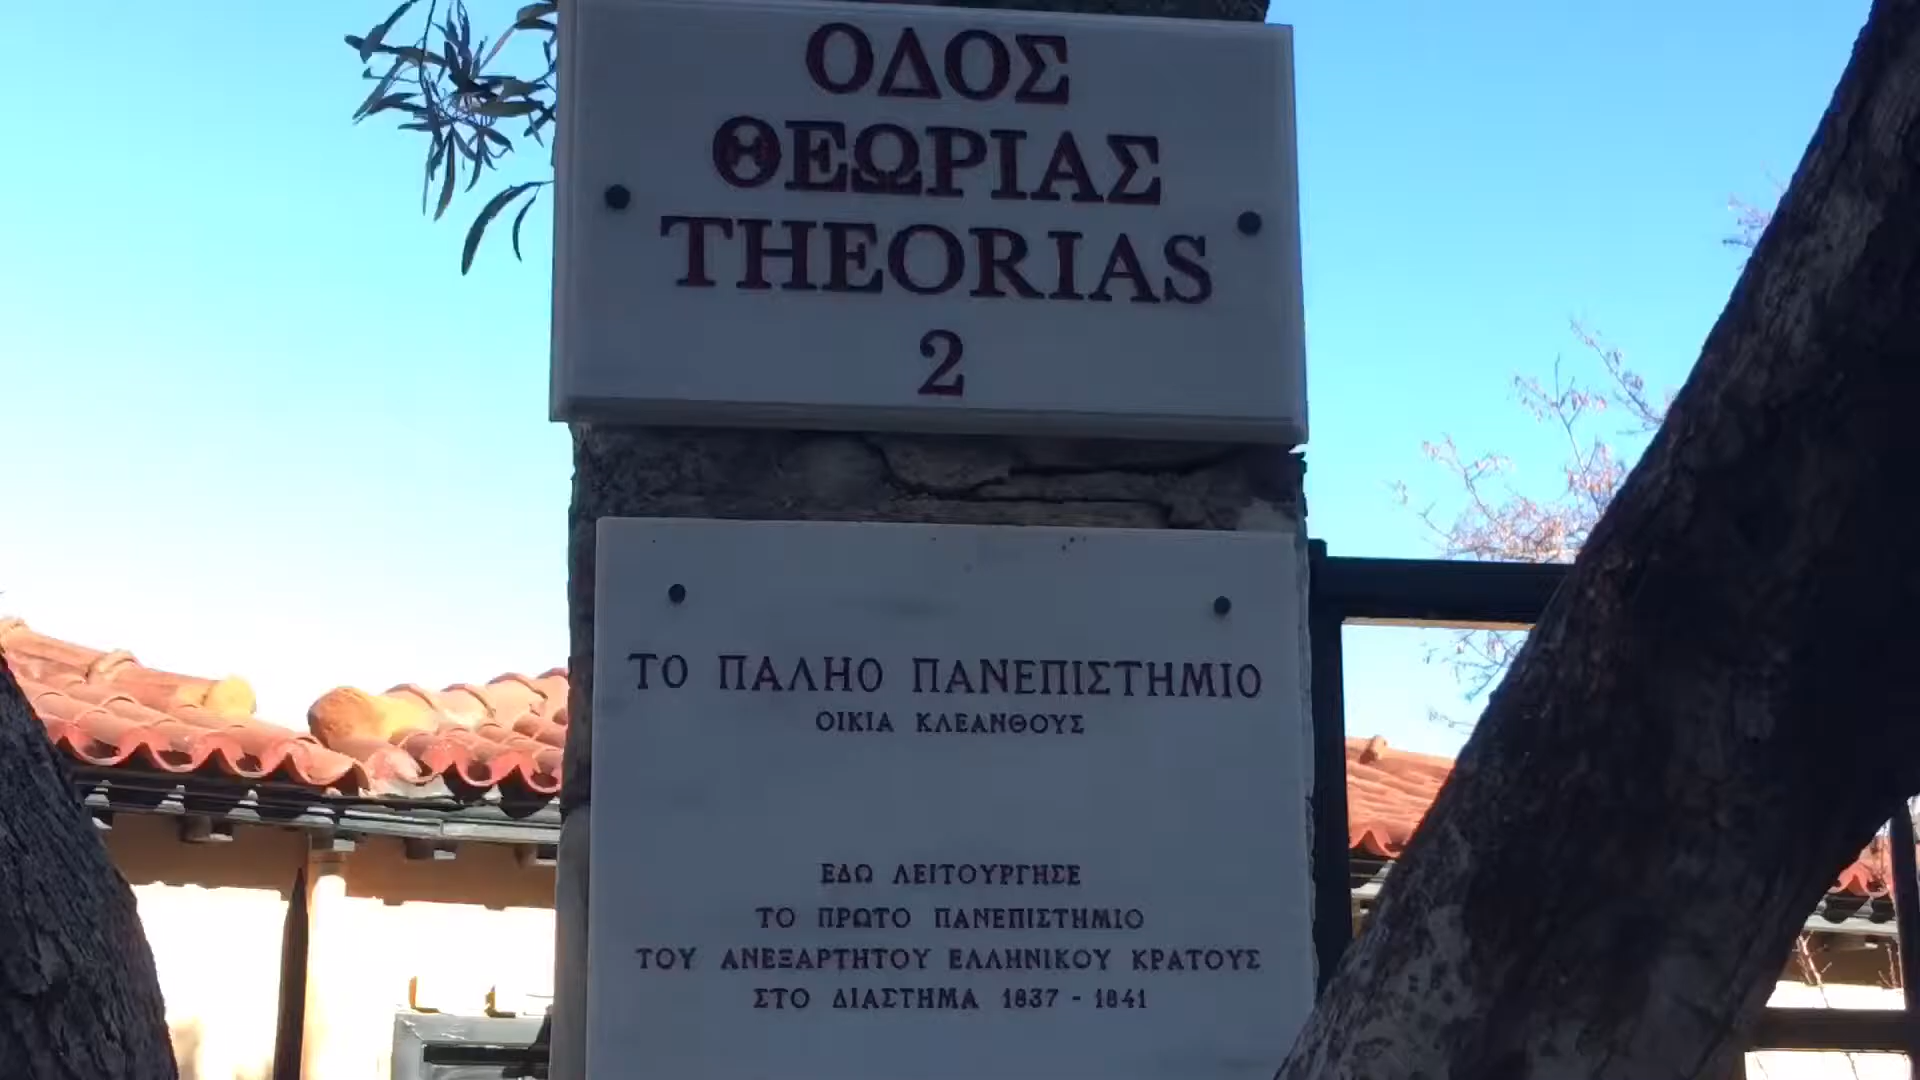 ΟΔΟΣ
ΘΕΩΡΙΑΣ
THEORIAS
2
ΤΟ ΠΑΛΗΟ ΠΑΝΕΠΙΣΤΗΜΙΟ
ΟΙΚΙΑ ΚΛΕΑΝΘΟΥΣ
ΕΔΩ ΛΕΙΤΟΥΡΓΗΣΕ
ΤΟ ΠΡΩΤΟ ΠΑΝΕΠΙΣΤΗΜΙΟ
ΤΟΥ ΑΝΕΞΑΡΤΗΤΟΥ ΕΛΛΗΝΙΚΟΥ ΚΡΑΤΟΥΣ
ΣΤΟ ΔΙΑΣΤΗΜΑ 1837 - 1841